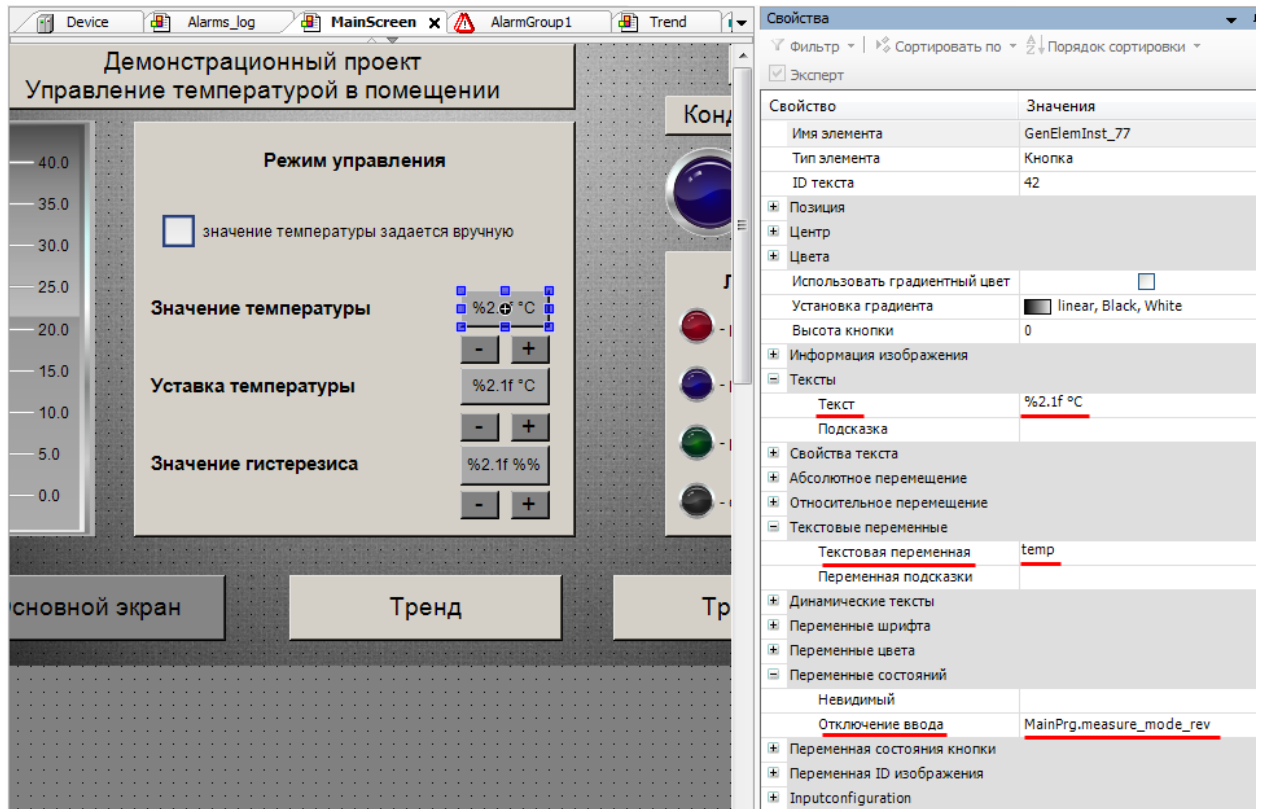 Device Alarms_log MainScreen x AlarmGroup1 Trend
Демонстрационный проект
Управление температурой в помещении
40.0
35.0
30.0
25.0
20.0
15.0
10.0
5.0
0.0
Режим управления
значение температуры задается вручную
Значение температуры
°C
- +
Уставка температуры %2.1f °C
- +
Значение гистерезиса %2.1f %%
- +
Тренд
Свойства
Фильтр Сортировать по Порядок сортировки
Эксперт
Свойство Значения
Имя элемента GenElemInst_77
Тип элемента Кнопка
ID текста 42
Позиция
Центр
Цвета
Использовать градиентный цвет
Установка градиента linear, Black, White
Высота кнопки 0
Информация изображения
Тексты
Текст %2.1f °C
Подсказка
Свойства текста
Абсолютное перемещение
Относительное перемещение
Текстовые переменные
Текстовая переменная temp
Переменная подсказки
Динамические тексты
Переменные шрифта
Переменные цвета
Переменные состояний
Невидимый
Отключение ввода MainPrg.measure_mode_rev
Переменная состояния кнопки
Переменная ID изображения
Inputconfiguration